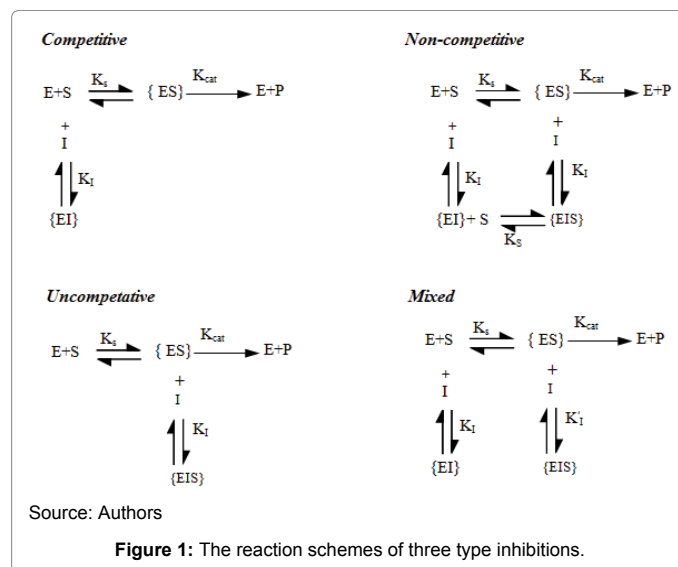 Competitive
E+S Ks {ES} Kcat E+P
+
I
KI
{EI}
Non-competitive
E+S Ks {ES} Kcat E+P
+ +
I I
KI KI
{EI}+ S {EIS}
KS
Uncompetative
E+S Ks {ES} Kcat E+P
+
I
KI
{EIS}
Mixed
E+S Ks {ES} Kcat E+P
+ +
I I
KI K'I
{EI} {EIS}
Source: Authors
Figure 1: The reaction schemes of three type inhibitions.